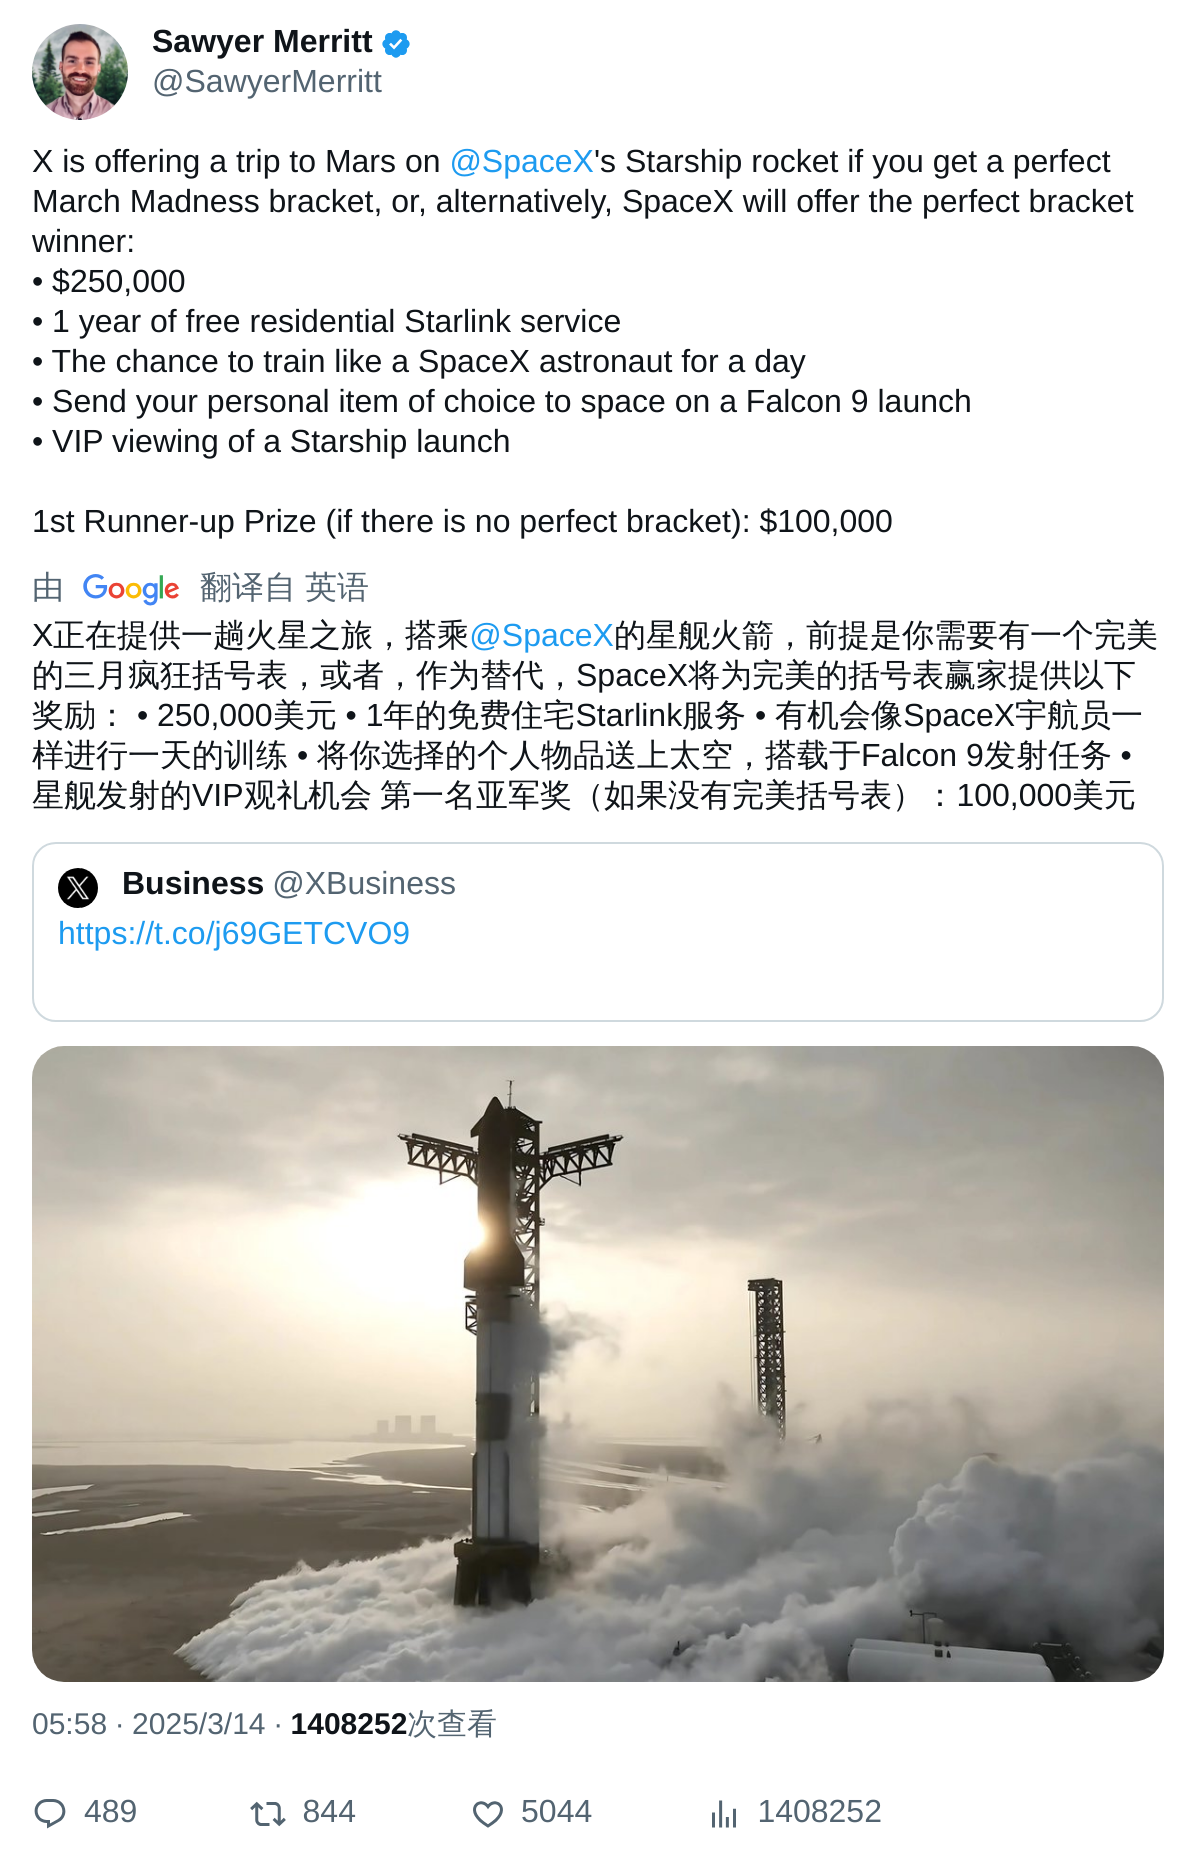 Sawyer Merritt
@SawyerMerritt
X is offering a trip to Mars on @SpaceX's Starship rocket if you get a perfect
March Madness bracket, or, alternatively, SpaceX will offer the perfect bracket
winner:
• $250,000
• 1 year of free residential Starlink service
• The chance to train like a SpaceX astronaut for a day
• Send your personal item of choice to space on a Falcon 9 launch
• VIP viewing of a Starship launch
1st Runner-up Prize (if there is no perfect bracket): $100,000
由 Google 翻译自 英语
X正在提供一趟火星之旅，搭乘@SpaceX的星舰火箭，前提是你需要有一个完美
的三月疯狂括号表，或者，作为替代，SpaceX将为完美的括号表赢家提供以下
奖励： • 250,000美元 • 1年的免费住宅Starlink服务 • 有机会像SpaceX宇航员一
样进行一天的训练 • 将你选择的个人物品送上太空，搭载于Falcon 9发射任务 •
星舰发射的VIP观礼机会 第一名亚军奖（如果没有完美括号表）：100,000美元
Business @XBusiness
https://t.co/j69GETCVO9
05:58 · 2025/3/14 · 1408252次查看
489 844 5044 1408252